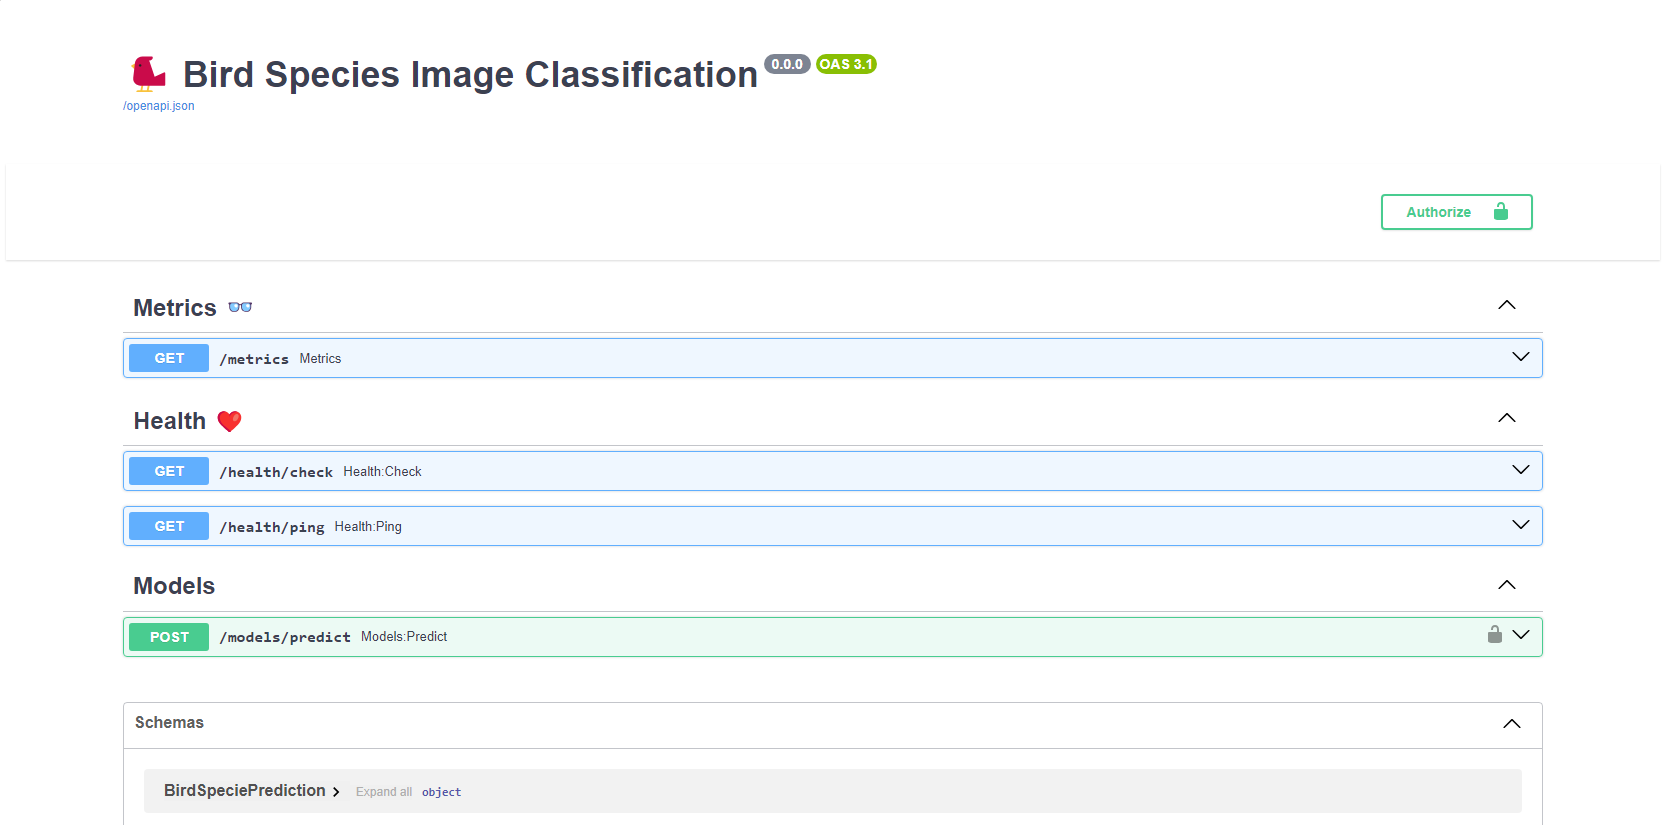 Bird Species Image Classification 0.0.0 OAS 3.1
/openapi.json
Authorize
Metrics
GET /metrics Metrics
Health
GET /health/check Health:Check
GET /health/ping Health:Ping
Models
POST /models/predict Models:Predict
Schemas
BirdSpeciePrediction Expand all object